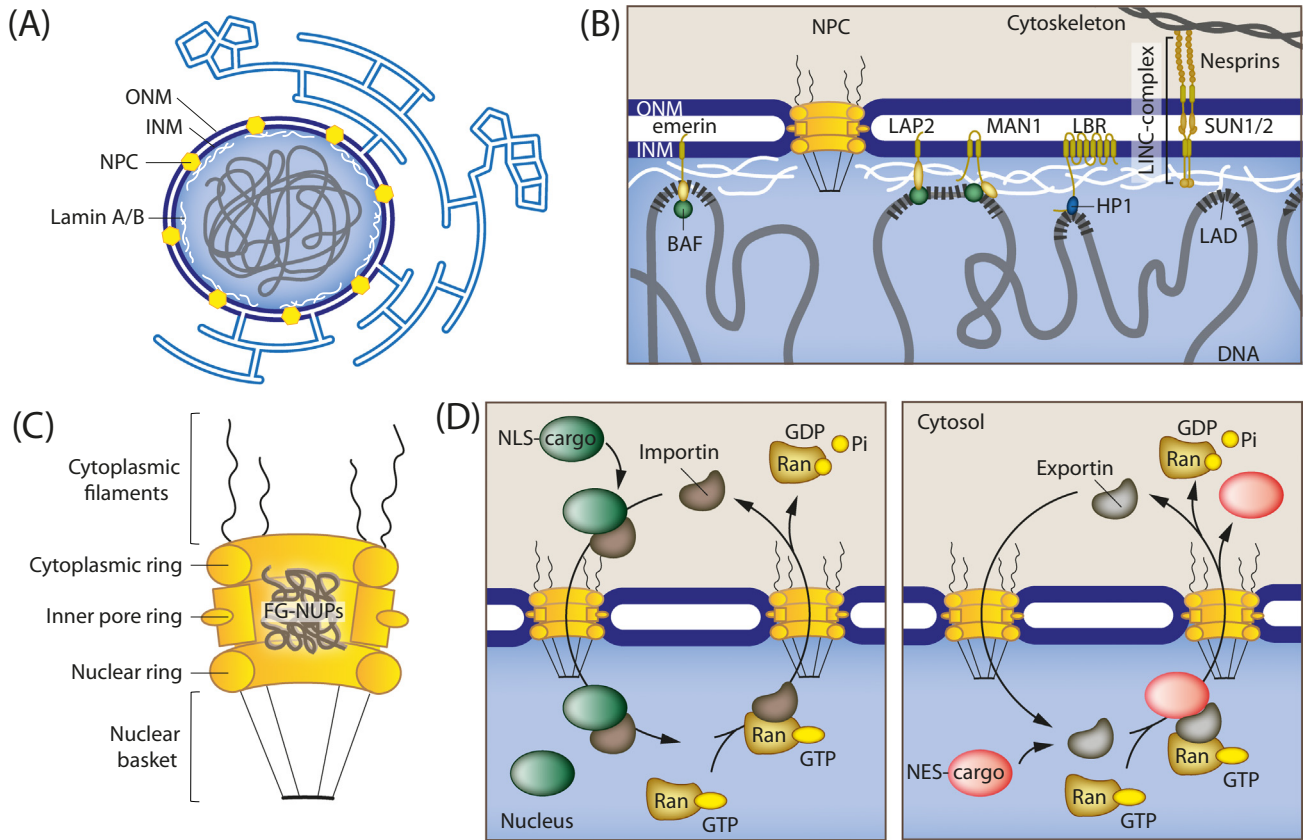 (A)
ONM
INM
NPC
Lamin A/B
(B)
NPC
Cytoskeleton
LINC-complex
Nesprins
ONM
emerin
LAP2
MAN1
LBR
SUN1/2
INM
BAF
HP1
LAD
DNA
(C)
Cytoplasmic
filaments
Cytoplasmic ring
FG-NUPs
Inner pore ring
Nuclear ring
Nuclear
basket
(D)
NLS-cargo
Importin
GDP
Pi
Ran
Ran
GTP
Ran
GTP
Nucleus
Cytosol
GDP
Pi
Ran
Exportin
Ran
GTP
NES-cargo
Ran
GTP